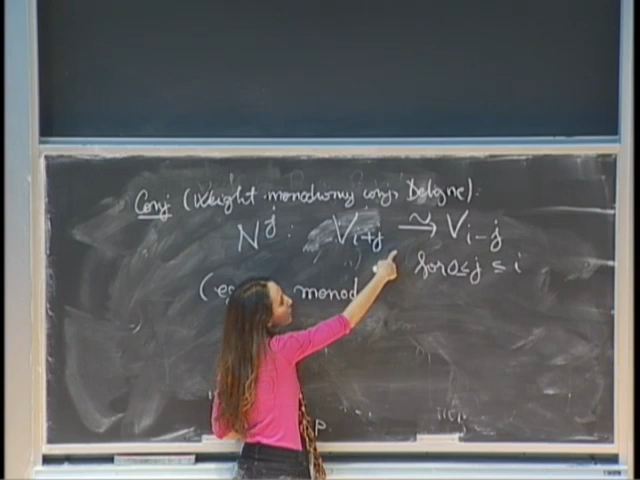 Conj (Weight-monodromy conj, Deligne).
N^j : V_{i+j} →~ V_{i-j}
for 0 ≤ j ≤ i
monod